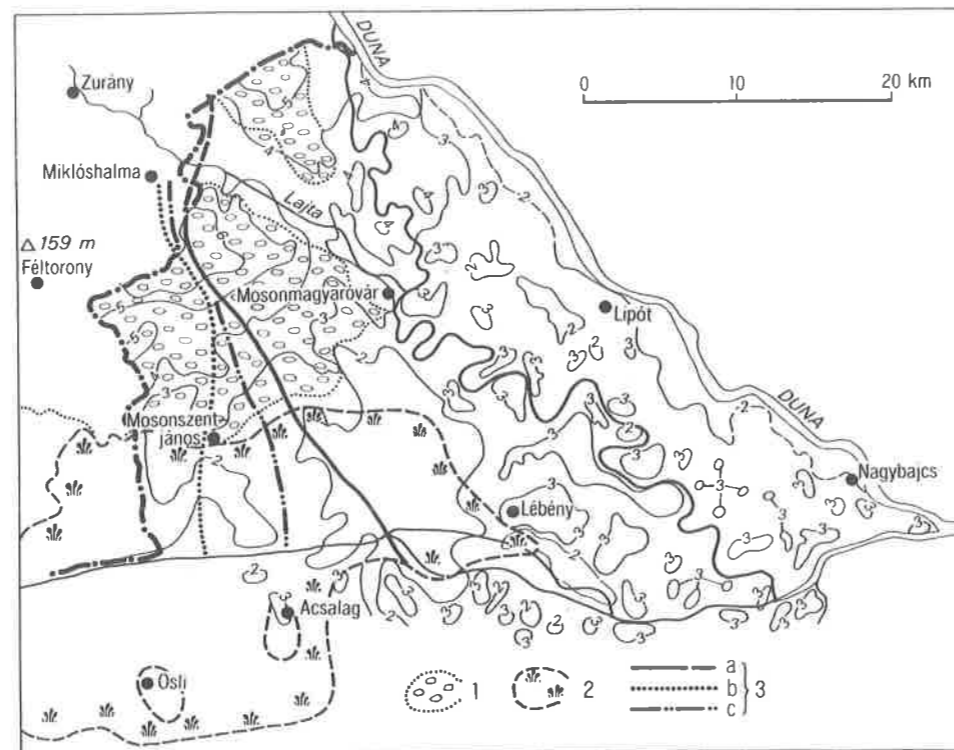 DUNA
Zurány
0 10 20 km
Miklóshalma
Lajta
△ 159 m
Féltorony
Mosonmagyaróvár
Lipót
DUNA
Mosonszent-
jános
Nagybajcs
Lébény
Acsalag
Osli
1
2
a
b
c
3